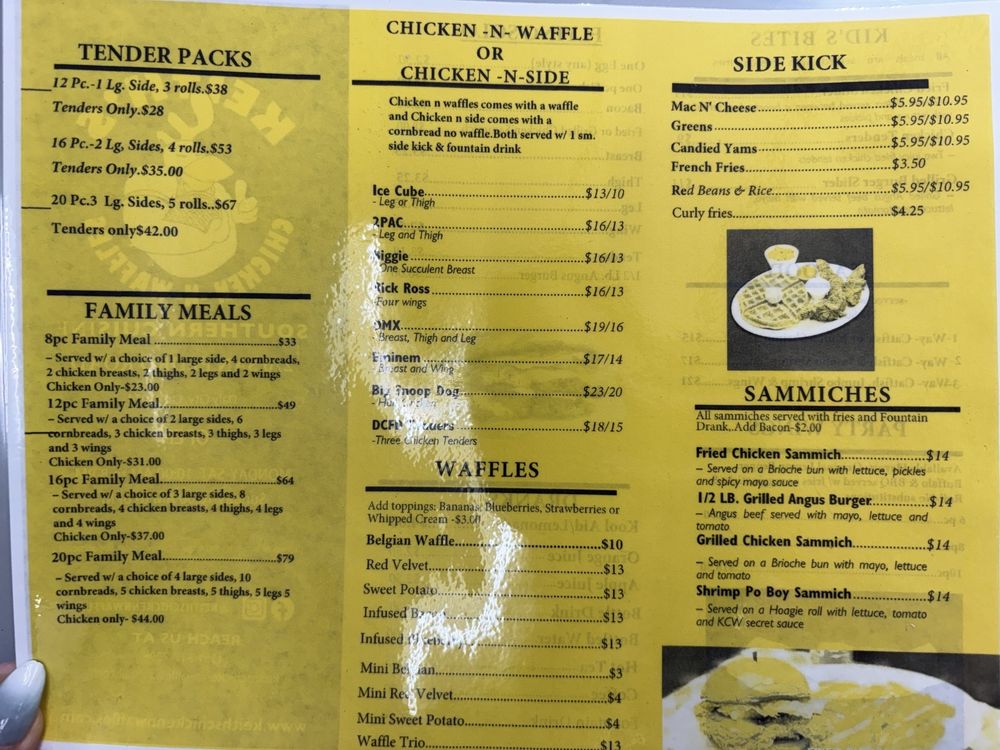 TENDER PACKS
12 Pc.-1 Lg. Side, 3 rolls.$38
Tenders Only.$28
16 Pc.-2 Lg, Sides, 4 rolls.$53
Tenders Only.$35.00
20 Pc.3 Lg. Sides, 5 rolls..$67
Tenders only$42.00
FAMILY MEALS
8pc Family Meal ..........................$33
– Served w/ a choice of 1 large side, 4 cornbreads,
2 chicken breasts, 2 thighs, 2 legs and 2 wings
Chicken Only-$23.00
12pc Family Meal.........................$49
– Served w/ a choice of 2 large sides, 6
cornbreads, 3 chicken breasts, 3 thighs, 3 legs
and 3 wings
Chicken Only-$31.00
16pc Family Meal.........................$64
– Served w/ a choice of 3 large sides, 8
cornbreads, 4 chicken breasts, 4 thighs, 4 legs
and 4 wings
Chicken Only-$37.00
20pc Family Meal.........................$79
– Served w/ a choice of 4 large sides, 10
cornbreads, 5 chicken breasts, 5 thighs, 5 legs 5
wings
Chicken only- $44.00
CHICKEN -N- WAFFLE
OR
CHICKEN -N-SIDE
Chicken n waffles comes with a waffle
and Chicken n side comes with a
cornbread no waffle.Both served w/ 1 sm.
side kick & fountain drink
Ice Cube.................................$13/10
- Leg or Thigh
2PAC.................................$16/13
- Leg and Thigh
Biggie.................................$16/13
-One Succulent Breast
Rick Ross.................................$16/13
-Four wings
DMX.................................$19/16
-Breast, Thigh and Leg
Eminem.................................$17/14
-Breast and Wing
Big Snoop Dog.................................$23/20
DCFP .................................$18/15
-Three Chicken Tenders
WAFFLES
Add toppings: Bananas, Blueberries, Strawberries or
Whipped Cream -$3.00
Belgian Waffle.................................$10
Red Velvet.................................$13
Sweet Potato.................................$13
Infused .................................$13
Infused .................................$13
Mini Belgian.................................$3
Mini Red Velvet.................................$4
Mini Sweet Potato.................................$4
Waffle Trio.................................$13
SIDE KICK
Mac N' Cheese.........................$5.95/$10.95
Greens.........................$5.95/$10.95
Candied Yams.........................$5.95/$10.95
French Fries.........................$3.50
Red Beans & Rice.........................$5.95/$10.95
Curly fries.........................$4.25
SAMMICHES
All sammiches served with fries and Fountain
Drank, Add Bacon-$2.00
Fried Chicken Sammich.................$14
– Served on a Brioche bun with lettuce, pickles
and spicy mayo sauce
1/2 LB. Grilled Angus Burger.................$14
– Angus beef served with mayo, lettuce and
tomato
Grilled Chicken Sammich.................$14
– Served on a Brioche bun with mayo, lettuce
and tomato
Shrimp Po Boy Sammich.................$14
– Served on a Hoagie roll with lettuce, tomato
and KCW secret sauce